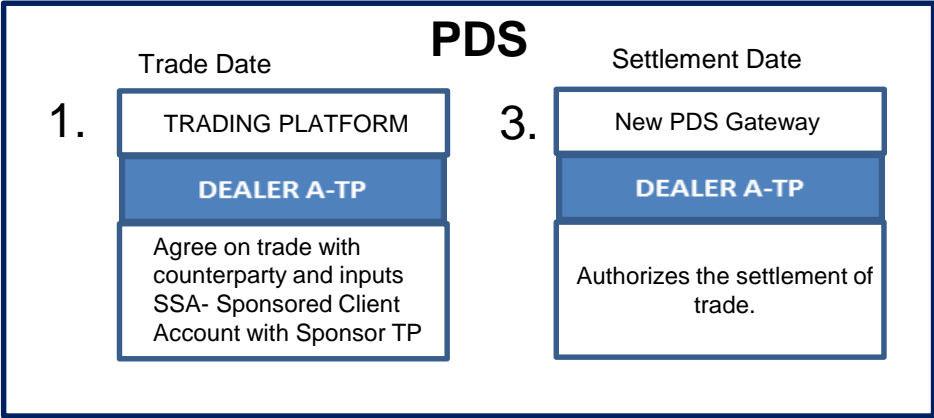 PDS
Trade Date
1.
TRADING PLATFORM
DEALER A-TP
Agree on trade with
counterparty and inputs
SSA- Sponsored Client
Account with Sponsor TP
Settlement Date
3.
New PDS Gateway
DEALER A-TP
Authorizes the settlement of
trade.